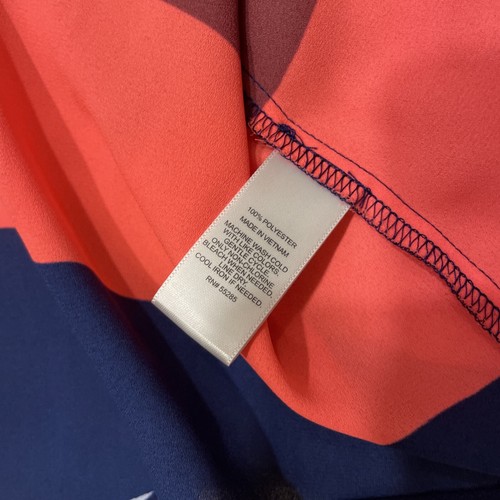 100% POLYESTER
MADE IN VIETNAM
MACHINE WASH COLD
WITH LIKE COLORS.
GENTLE CYCLE.
ONLY NON-CHLORINE
BLEACH WHEN NEEDED.
LINE DRY.
COOL IRON IF NEEDED.
RN# 55285